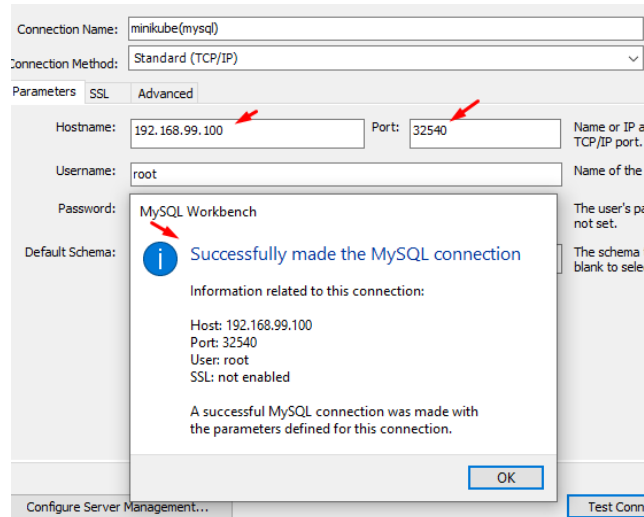 Connection Name: minikube(mysql)
Connection Method: Standard (TCP/IP)
Parameters SSL Advanced
Hostname: 192.168.99.100 Port: 32540 Name or IP a
TCP/IP port.
Username: root Name of the
Password: The user's pa
not set.
Default Schema: The schema
blank to sele
MySQL Workbench
Successfully made the MySQL connection
Information related to this connection:
Host: 192.168.99.100
Port: 32540
User: root
SSL: not enabled
A successful MySQL connection was made with
the parameters defined for this connection.
OK
Configure Server Management... Test Conn